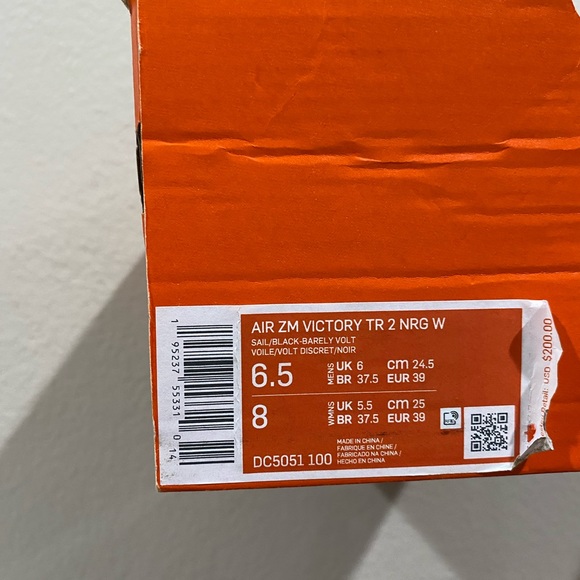 AIR ZM VICTORY TR 2 NRG W
SAIL/BLACK-BARELY VOLT
VOILE/VOLT DISCRET/NOIR
6.5 MENS UK 6 cm 24.5
BR 37.5 EUR 39
8 WMNS UK 5.5 cm 25
BR 37.5 EUR 39
DC5051 100
MADE IN CHINA /
FABRIQUE EN CHINE /
FABRICADO NA CHINA /
HECHO EN CHINA
1 95237 55331 0 14
USD $200.00